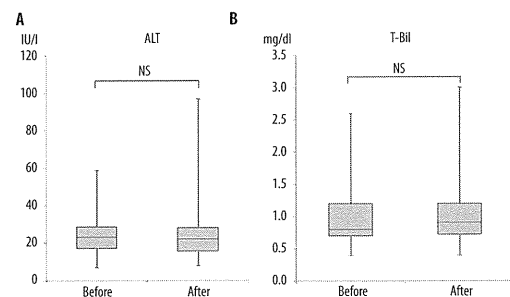 A
IU/l
ALT
120
100
80
60
40
20
0
NS
Before
After
B
mg/dl
T-Bil
3.5
3.0
2.5
2.0
1.5
1.0
0.5
0.0
NS
Before
After